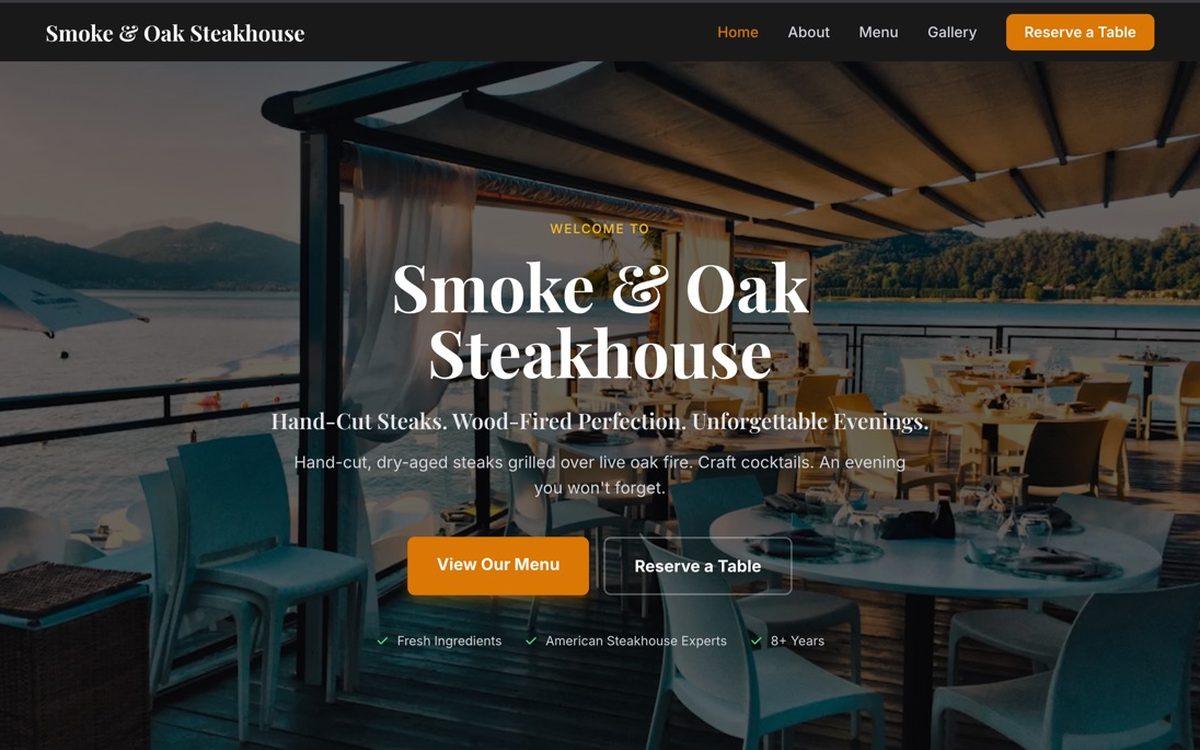 Smoke & Oak Steakhouse
Home
About
Menu
Gallery
Reserve a Table
WELCOME TO
Smoke & Oak
Steakhouse
Hand-Cut Steaks. Wood-Fired Perfection. Unforgettable Evenings.
Hand-cut, dry-aged steaks grilled over live oak fire. Craft cocktails. An evening
you won't forget.
View Our Menu
Reserve a Table
Fresh Ingredients
American Steakhouse Experts
8+ Years